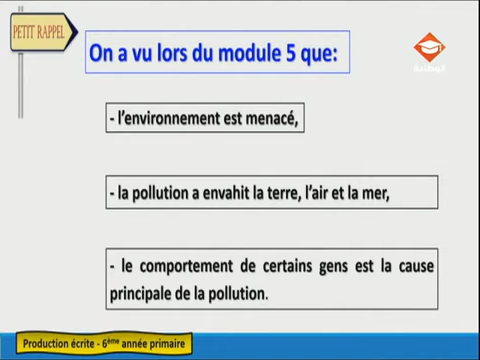 PETIT RAPPEL
On a vu lors du module 5 que:
الوطنية
- l'environnement est menacé,
- la pollution a envahit la terre, l'air et la mer,
- le comportement de certains gens est la cause
principale de la pollution.
Production écrite - 6ème année primaire